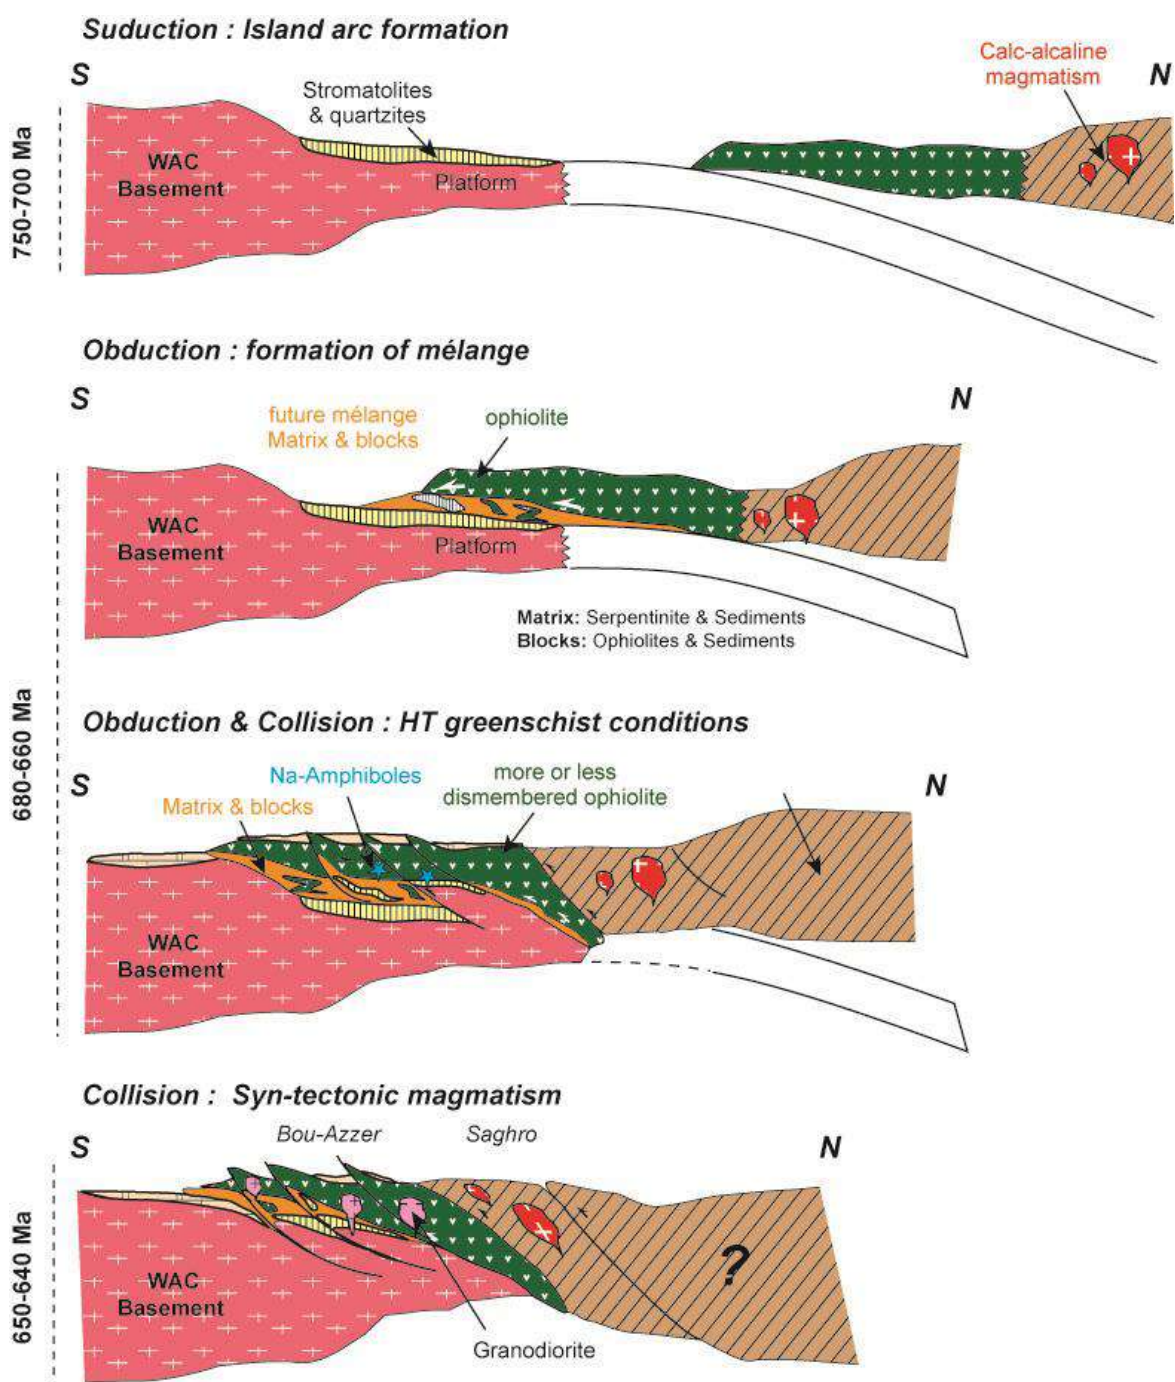 Suduction : Island arc formation
S
N
Calc-alcaline
magmatism
Stromatolites
& quartzites
WAC
Basement
Platform
750-700 Ma
Obduction : formation of mélange
S
N
future mélange
Matrix & blocks
ophiolite
WAC
Basement
Platform
Matrix: Serpentinite & Sediments
Blocks: Ophiolites & Sediments
680-660 Ma
Obduction & Collision : HT greenschist conditions
S
N
Na-Amphiboles
more or less
dismembered ophiolite
Matrix & blocks
WAC
Basement
Collision : Syn-tectonic magmatism
S
Bou-Azzer
Saghro
N
650-640 Ma
WAC
Basement
?
Granodiorite